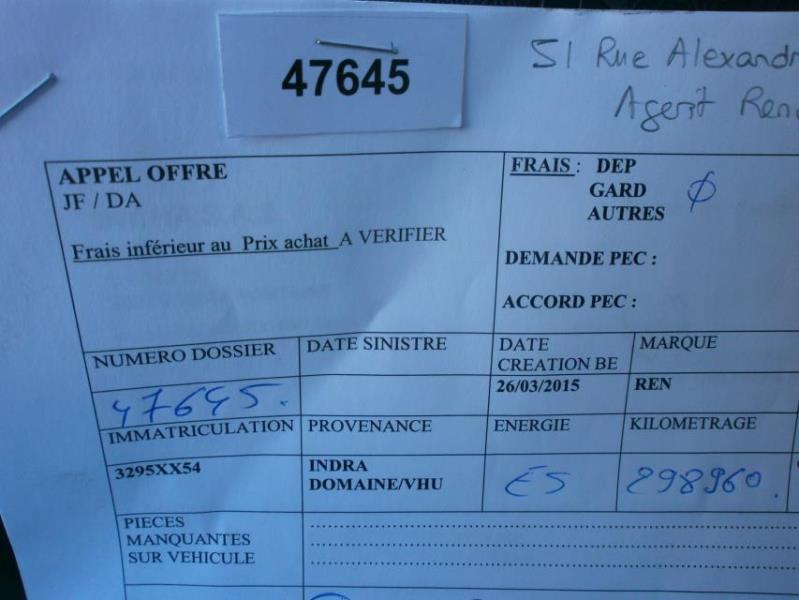 47645
51 Rue Alexandr
Agent Ren
APPEL OFFRE
JF / DA
Frais inférieur au Prix achat A VERIFIER
FRAIS : DEP
GARD Ø
AUTRES
DEMANDE PEC :
ACCORD PEC :
NUMERO DOSSIER
DATE SINISTRE
DATE
CREATION BE
MARQUE
47645.
26/03/2015
REN
IMMATRICULATION
PROVENANCE
ENERGIE
KILOMETRAGE
3295XX54
INDRA
DOMAINE/VHU
ES
298960.
PIECES
MANQUANTES
SUR VEHICULE